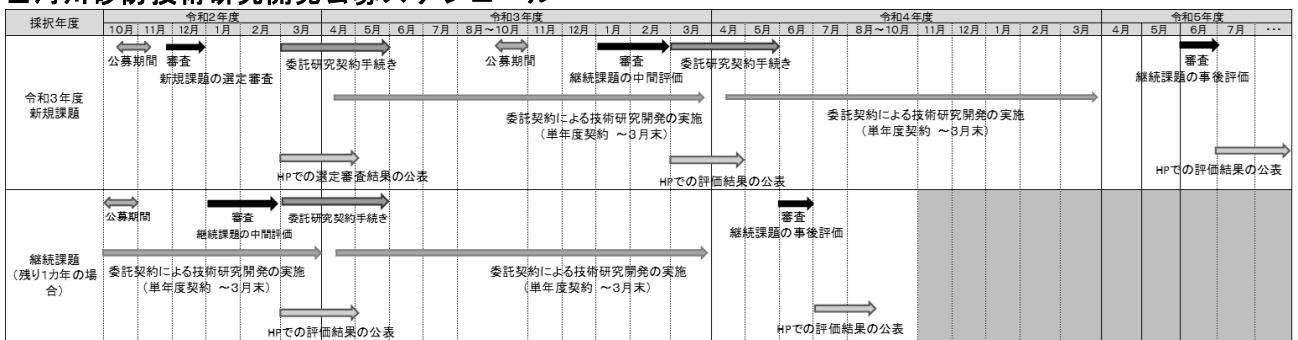 採択年度
令和2年度 令和3年度 令和4年度 令和5年度
10月 11月 12月 1月 2月 3月 4月 5月 6月 7月 8月~10月 11月 12月 1月 2月 3月 4月 5月 6月 7月 8月~10月 11月 12月 1月 2月 3月 4月 5月 6月 7月 …
令和3年度
新規課題
公募期間 審査
新規課題の選定審査
委託研究契約手続き
公募期間
審査
継続課題の中間評価
委託研究契約手続き
審査
継続課題の事後評価
委託契約による技術研究開発の実施
(単年度契約 ~3月末)
委託契約による技術研究開発の実施
(単年度契約 ~3月末)
HPでの選定審査結果の公表
HPでの評価結果の公表
HPでの評価結果の公表
継続課題
(残り1カ年の場
合)
公募期間
審査
継続課題の中間評価
委託研究契約手続き
審査
継続課題の事後評価
委託契約による技術研究開発の実施
(単年度契約 ~3月末)
委託契約による技術研究開発の実施
(単年度契約 ~3月末)
HPでの評価結果の公表
HPでの評価結果の公表